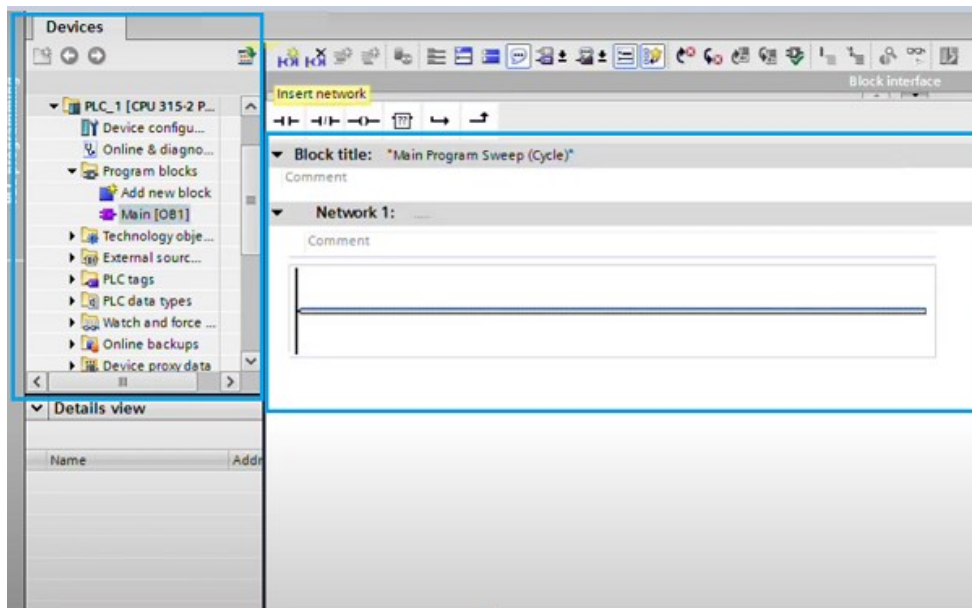 Devices
Insert network
Block interface
PLC_1 [CPU 315-2 P...
Device configu...
Online & diagno...
Program blocks
Add new block
Main [OB1]
Technology obje...
External sourc...
PLC tags
PLC data types
Watch and force ...
Online backups
Device proxy data
??
Block title: "Main Program Sweep (Cycle)"
Comment
Network 1: .....
Comment
Details view
Name
Addr